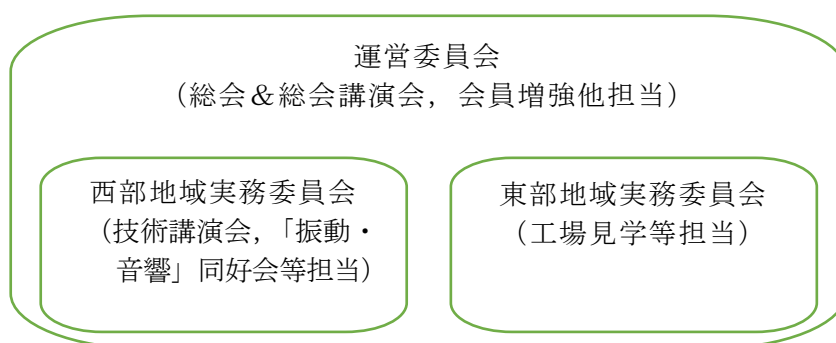 運営委員会
（総会＆総会講演会，会員増強他担当）
西部地域実務委員会
（技術講演会，「振動・
音響」同好会等担当）
東部地域実務委員会
（工場見学等担当）